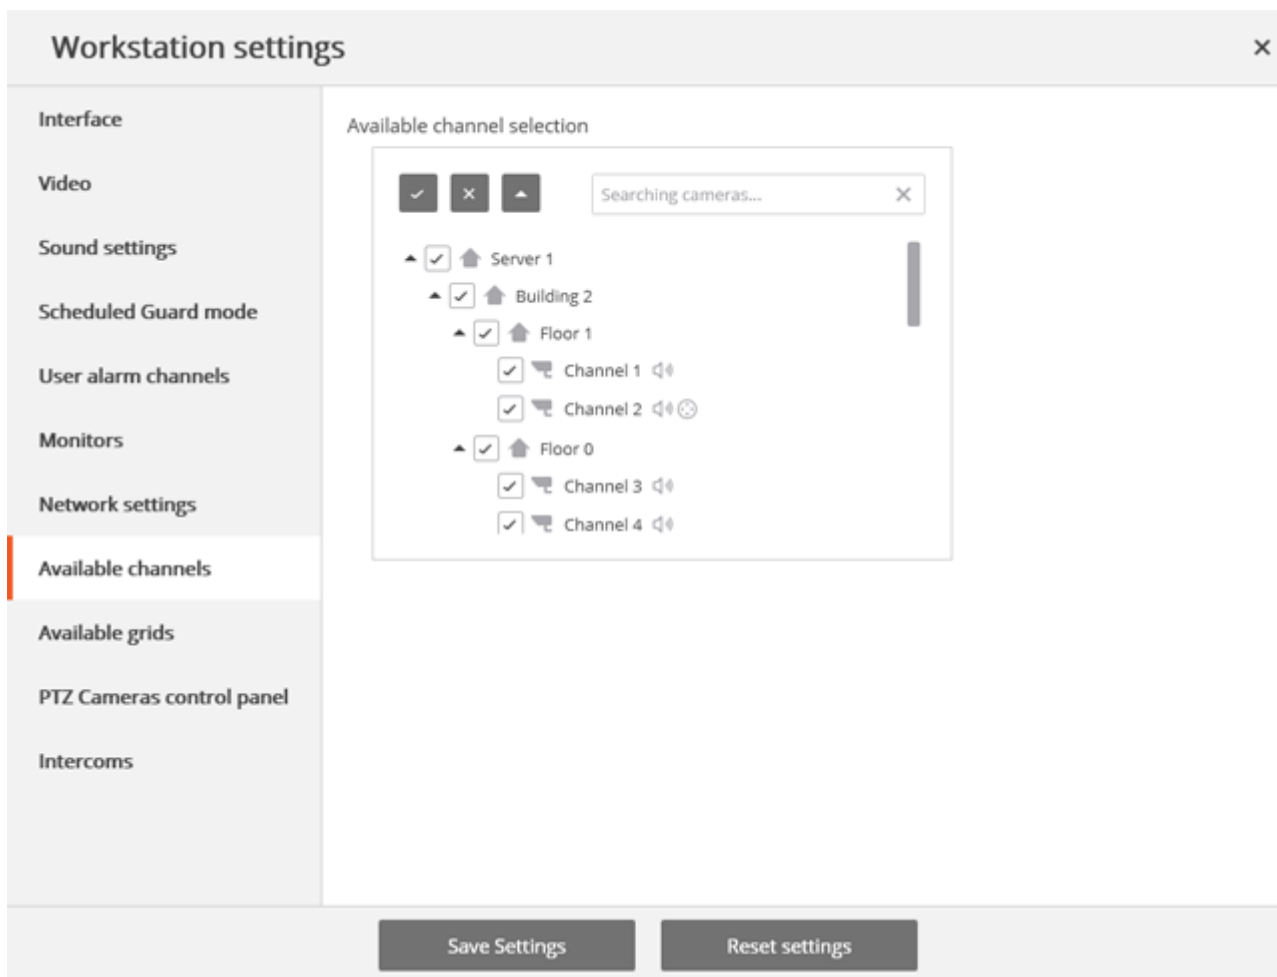 Workstation settings
Interface
Video
Sound settings
Scheduled Guard mode
User alarm channels
Monitors
Network settings
Available channels
Available grids
PTZ Cameras control panel
Intercoms
Available channel selection
Searching cameras...
Server 1
Building 2
Floor 1
Channel 1
Channel 2
Floor 0
Channel 3
Channel 4
Save Settings
Reset settings